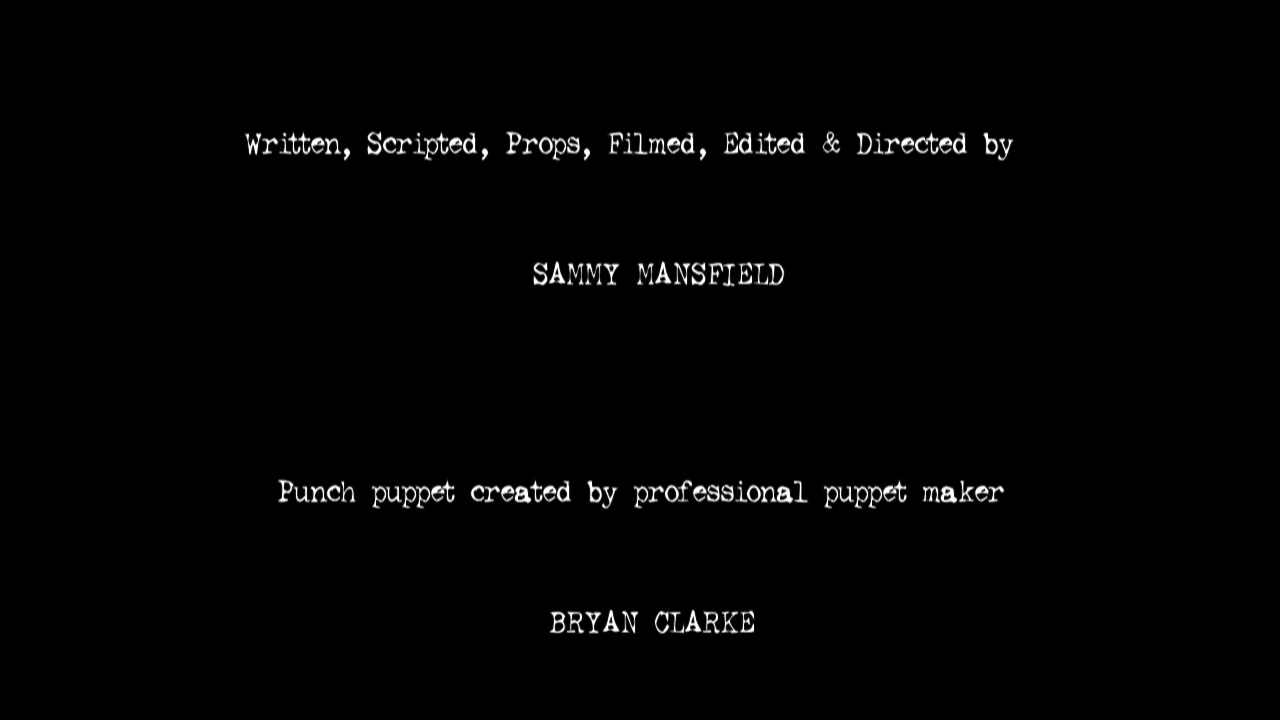 Written, Scripted, Props, Filmed, Edited & Directed by
SAMMY MANSFIELD
Punch puppet created by professional puppet maker
BRYAN CLARKE